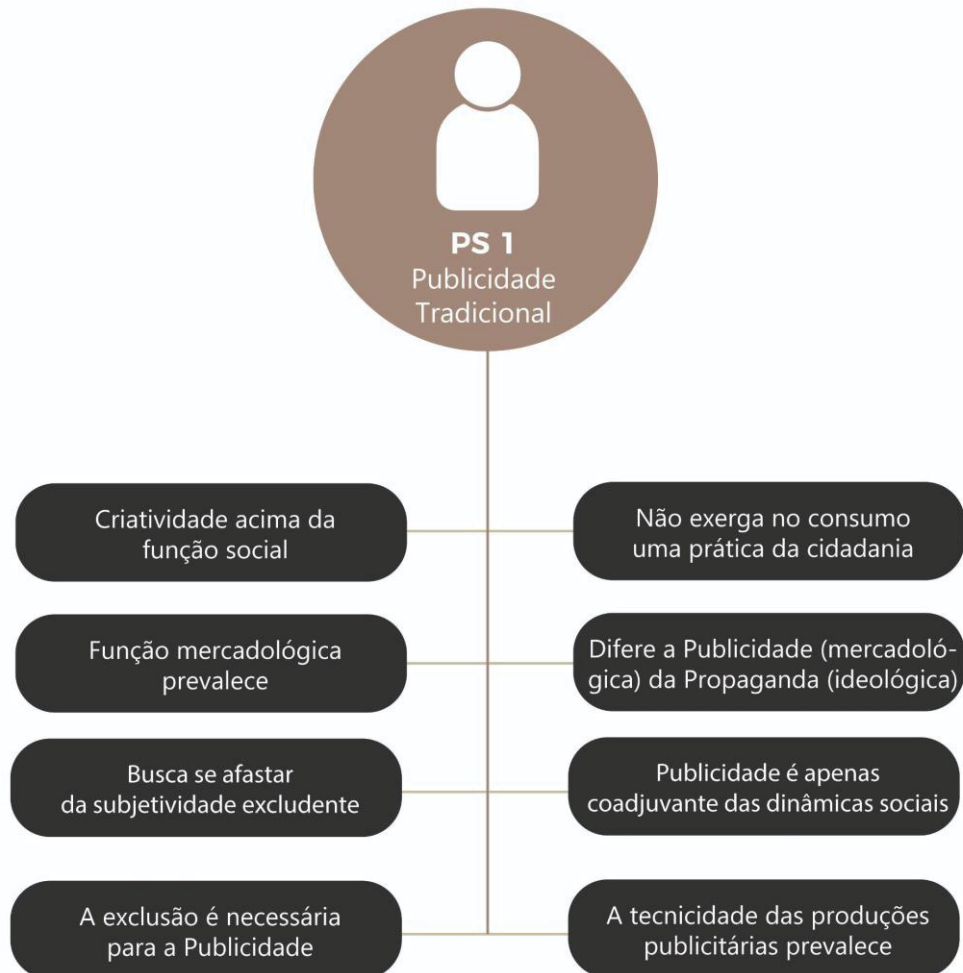 PS 1
Publicidade
Tradicional
Criatividade acima da
função social
Não exerga no consumo
uma prática da cidadania
Função mercadológica
prevalece
Difere a Publicidade (mercadoló-
gica) da Propaganda (ideológica)
Busca se afastar
da subjetividade excludente
Publicidade é apenas
coadjuvante das dinâmicas sociais
A exclusão é necessária
para a Publicidade
A tecnicidade das produções
publicitárias prevalece